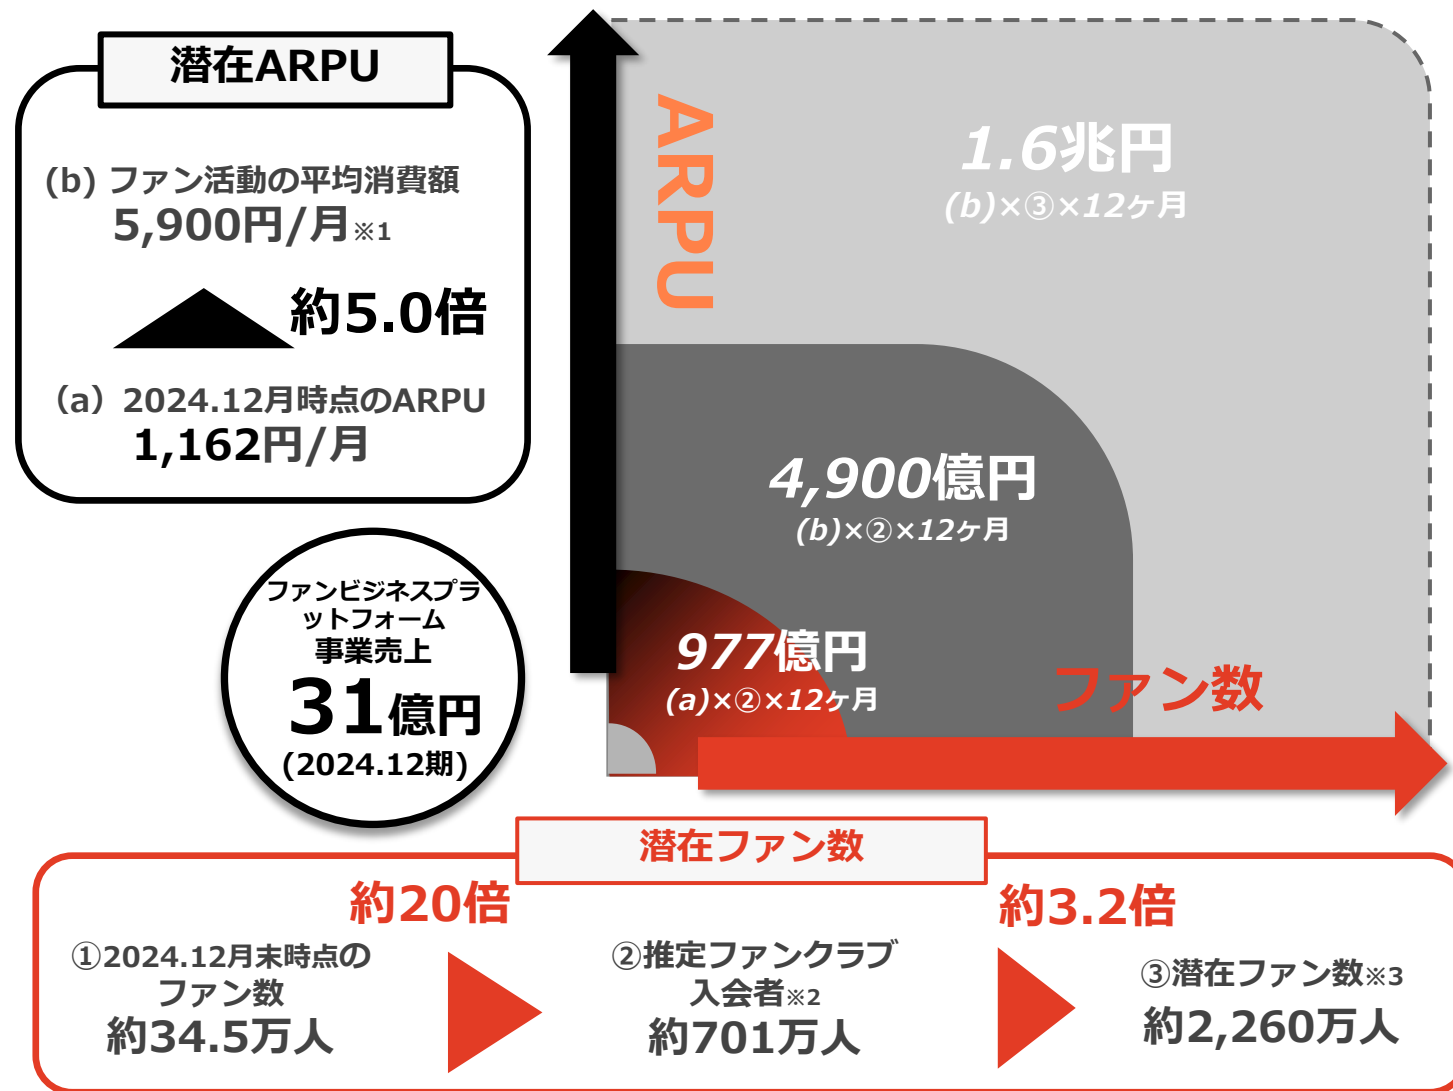 潜在ARPU
(b) ファン活動の平均消費額
5,900円/月※1
約5.0倍
（a）2024.12月時点のARPU
1,162円/月
ARPU
1.6兆円
(b)×③×12ヶ月
4,900億円
(b)×②×12ヶ月
977億円
(a)×②×12ヶ月
ファン数
ファンビジネスプラ
ットフォーム
事業売上
31億円
(2024.12期)
潜在ファン数
約20倍
約3.2倍
①2024.12月末時点の
ファン数
約34.5万人
②推定ファンクラブ
入会者※2
約701万人
③潜在ファン数※3
約2,260万人